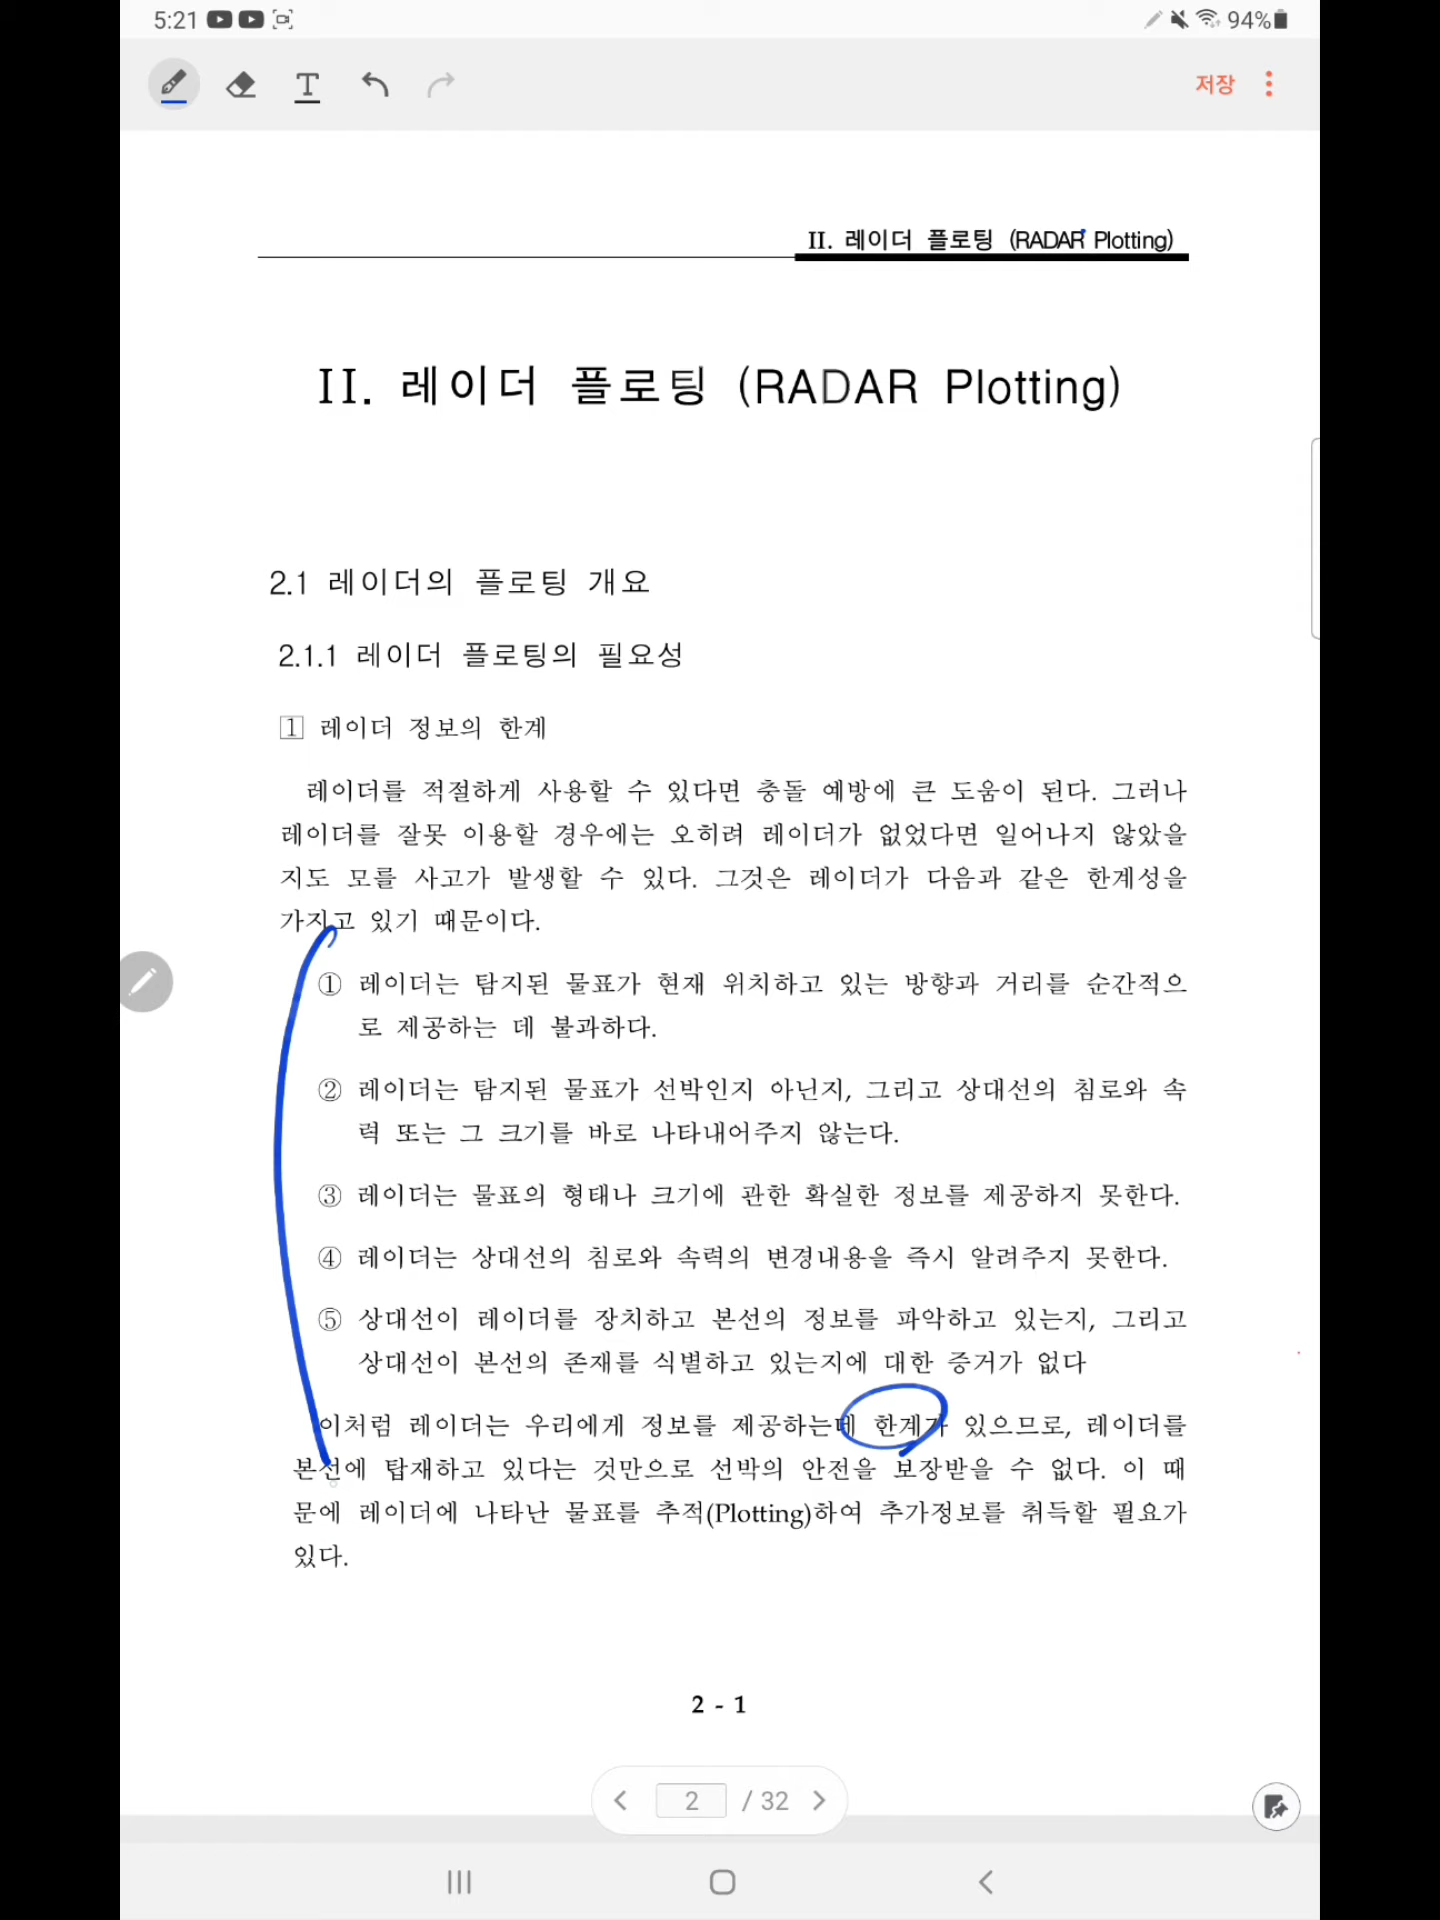 5:21
94%
T
저장
II. 레이더 플로팅 (RADAR Plotting)
II. 레이더 플로팅 (RADAR Plotting)
2.1 레이더의 플로팅 개요
2.1.1 레이더 플로팅의 필요성
1 레이더 정보의 한계
레이더를 적절하게 사용할 수 있다면 충돌 예방에 큰 도움이 된다. 그러나
레이더를 잘못 이용할 경우에는 오히려 레이더가 없었다면 일어나지 않았을
지도 모를 사고가 발생할 수 있다. 그것은 레이더가 다음과 같은 한계성을
가지고 있기 때문이다.
① 레이더는 탐지된 물표가 현재 위치하고 있는 방향과 거리를 순간적으
로 제공하는 데 불과하다.
② 레이더는 탐지된 물표가 선박인지 아닌지, 그리고 상대선의 침로와 속
력 또는 그 크기를 바로 나타내어주지 않는다.
③ 레이더는 물표의 형태나 크기에 관한 확실한 정보를 제공하지 못한다.
④ 레이더는 상대선의 침로와 속력의 변경내용을 즉시 알려주지 못한다.
⑤ 상대선이 레이더를 장치하고 본선의 정보를 파악하고 있는지, 그리고
상대선이 본선의 존재를 식별하고 있는지에 대한 증거가 없다
이처럼 레이더는 우리에게 정보를 제공하는데 한계가 있으므로, 레이더를
본선에 탑재하고 있다는 것만으로 선박의 안전을 보장받을 수 없다. 이 때
문에 레이더에 나타난 물표를 추적(Plotting)하여 추가정보를 취득할 필요가
있다.
2 - 1
2 / 32